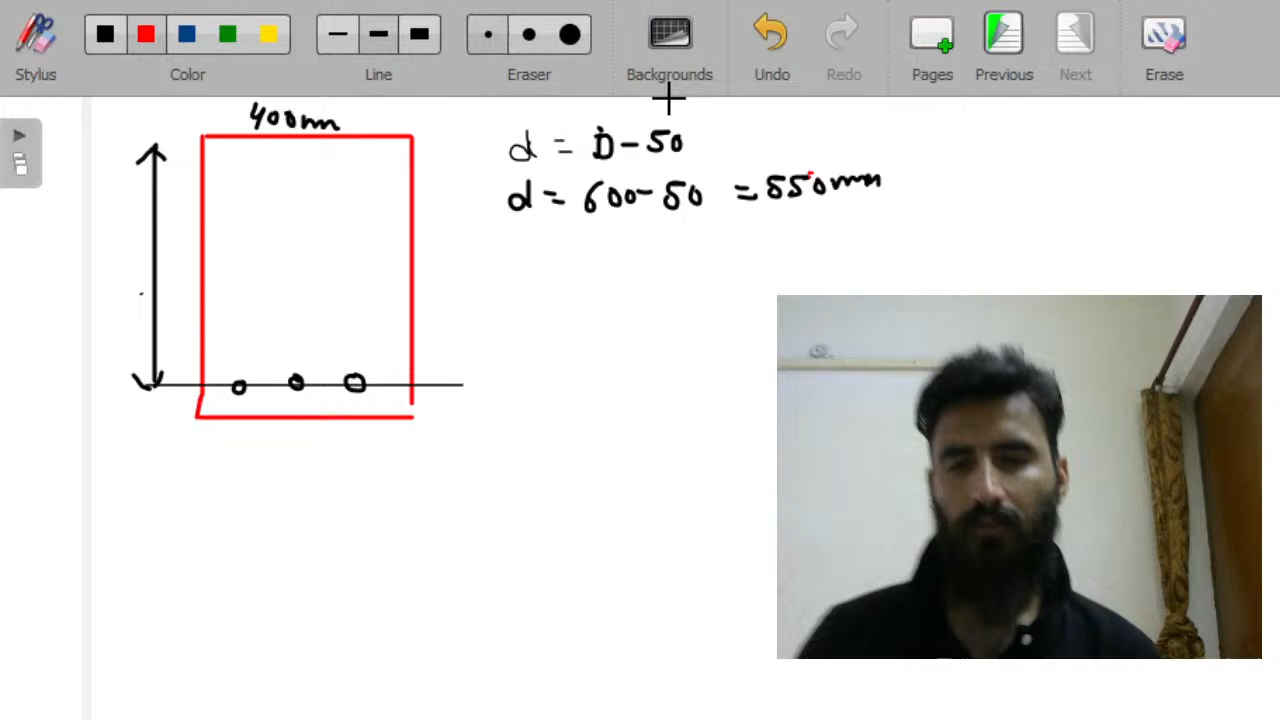 Stylus
Color
Line
Eraser
Backgrounds
Undo
Redo
Pages
Previous
Next
Erase
400mm
d = D - 50
d = 600 - 50 = 550mm